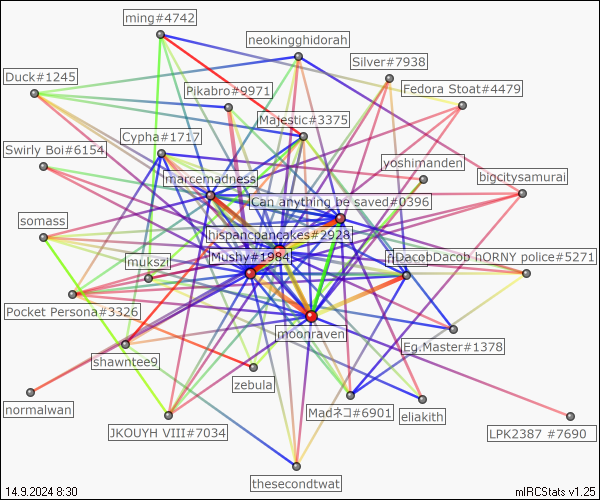 ming#4742
neokingghidorah
Silver#7938
Duck#1245
Pikabro#9971
Fedora Stoat#4479
Majestic#3375
Cypha#1717
Swirly Boi#6154
yoshimanden
marcemadness
bigcitysamurai
Can anything be saved#0396
somass
hispancpancakes#2928
Mushy#1984
DacobDacob hORNY police#5271
mukszi
Pocket Persona#3326
moonraven
Eg.Master#1378
shawntee9
zebula
normalwan
Madネコ#6901
eliakith
JKOUYH VIII#7034
LPK2387 #7690
thesecondtwat
14.9.2024 8:30
mIRCStats v1.25